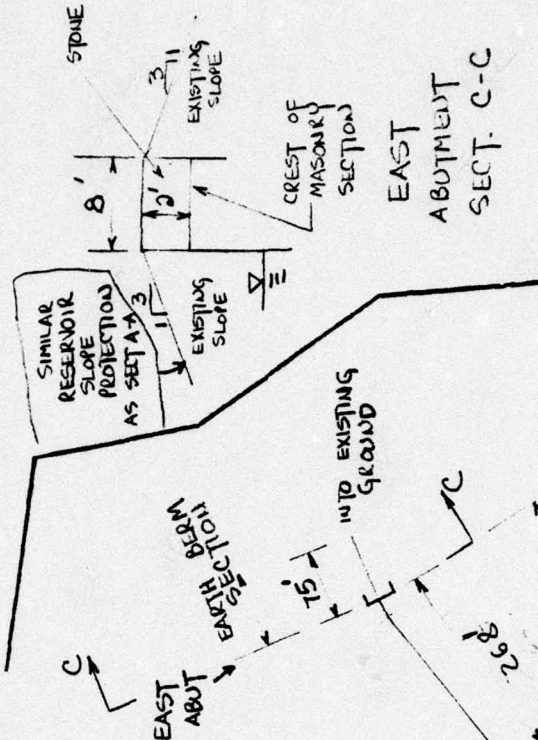 STONE
8'
3
1
EXISTING
SLOPE
2'
CREST OF
MASONRY
SECTION
EAST
ABUTMENT
SECT. C-C
SIMILAR
RESERVOIR
SLOPE
PROTECTION
AS SECT A-A
3
1
EXISTING
SLOPE
C
EAST
ABUT
EARTH BERM
SECTION
75'
INTO EXISTING
GROUND
C
268'